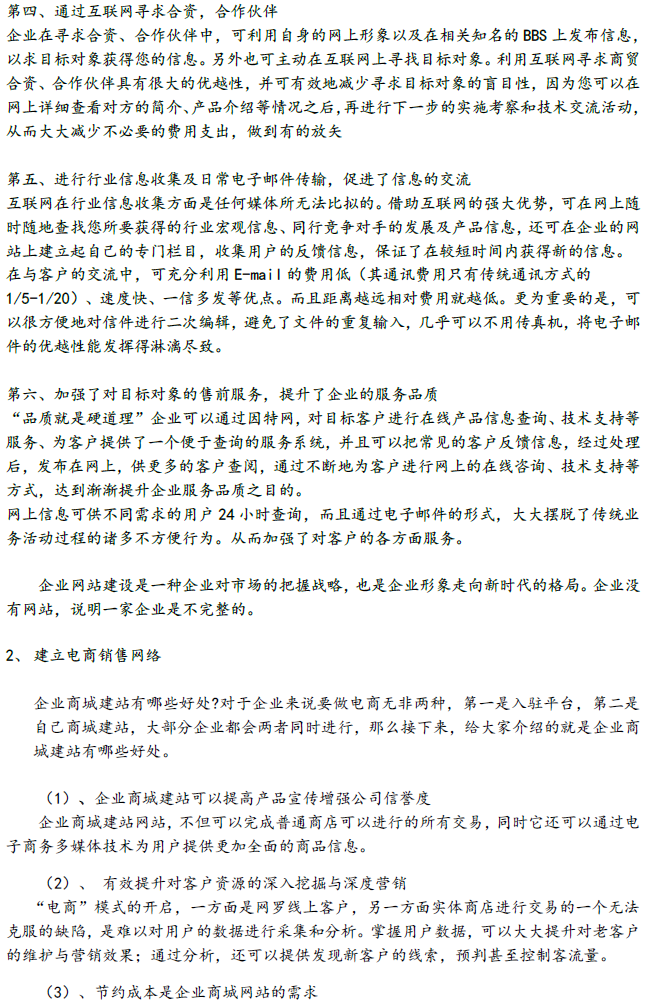 第四、通过互联网寻求合资，合作伙伴
企业在寻求合资、合作伙伴中，可利用自身的网上形象以及在相关知名的 BBS 上发布信息，
以求目标对象获得您的信息。另外也可主动在互联网上寻找目标对象。利用互联网寻求商贸
合资、合作伙伴具有很大的优越性，并可有效地减少寻求目标对象的盲目性，因为您可以在
网上详细查看对方的简介、产品介绍等情况之后，再进行下一步的实施考察和技术交流活动，
从而大大减少不必要的费用支出，做到有的放矢
第五、进行行业信息收集及日常电子邮件传输，促进了信息的交流
互联网在行业信息收集方面是任何媒体所无法比拟的。借助互联网的强大优势，可在网上随
时随地查找您所要获得的行业宏观信息、同行竞争对手的发展及产品信息，还可在企业的网
站上建立起自己的专门栏目，收集用户的反馈信息，保证了在较短时间内获得新的信息。
在与客户的交流中，可充分利用 E-mail 的费用低（其通讯费用只有传统通讯方式的
1/5-1/20）、速度快、一信多发等优点。而且距离越远相对费用就越低。更为重要的是，可
以很方便地对信件进行二次编辑，避免了文件的重复输入，几乎可以不用传真机，将电子邮
件的优越性能发挥得淋漓尽致。
第六、加强了对目标对象的售前服务，提升了企业的服务品质
“品质就是硬道理”企业可以通过因特网，对目标客户进行在线产品信息查询、技术支持等
服务、为客户提供了一个便于查询的服务系统，并且可以把常见的客户反馈信息，经过处理
后，发布在网上，供更多的客户查阅，通过不断地为客户进行网上的在线咨询、技术支持等
方式，达到渐渐提升企业服务品质之目的。
网上信息可供不同需求的用户 24 小时查询，而且通过电子邮件的形式，大大摆脱了传统业
务活动过程的诸多不方便行为。从而加强了对客户的各方面服务。
企业网站建设是一种企业对市场的把握战略，也是企业形象走向新时代的格局。企业没
有网站，说明一家企业是不完整的。
2、 建立电商销售网络
企业商城建站有哪些好处?对于企业来说要做电商无非两种，第一是入驻平台，第二是
自己商城建站，大部分企业都会两者同时进行，那么接下来，给大家介绍的就是企业商
城建站有哪些好处。
（1）、企业商城建站可以提高产品宣传增强公司信誉度
企业商城建站网站，不但可以完成普通商店可以进行的所有交易，同时它还可以通过电
子商务多媒体技术为用户提供更加全面的商品信息。
（2）、 有效提升对客户资源的深入挖掘与深度营销
“电商”模式的开启，一方面是网罗线上客户，另一方面实体商店进行交易的一个无法
克服的缺陷，是难以对用户的数据进行采集和分析。掌握用户数据，可以大大提升对老客户
的维护与营销效果；通过分析，还可以提供发现新客户的线索，预判甚至控制客流量。
（3）、节约成本是企业商城网站的需求